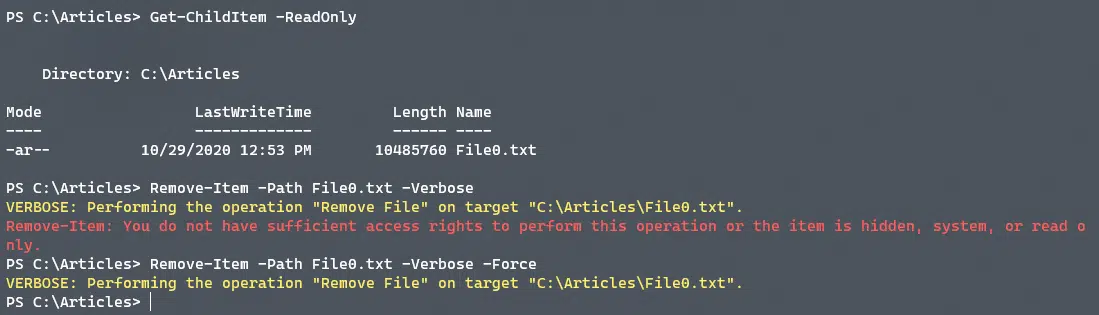 PS C:\Articles> Get-ChildItem -ReadOnly
Directory: C:\Articles
Mode                 LastWriteTime         Length Name
----                 -------------         ------ ----
-ar--          10/29/2020 12:53 PM       10485760 File0.txt
PS C:\Articles> Remove-Item -Path File0.txt -Verbose
VERBOSE: Performing the operation "Remove File" on target "C:\Articles\File0.txt".
Remove-Item: You do not have sufficient access rights to perform this operation or the item is hidden, system, or read o
nly.
PS C:\Articles> Remove-Item -Path File0.txt -Verbose -Force
VERBOSE: Performing the operation "Remove File" on target "C:\Articles\File0.txt".
PS C:\Articles>